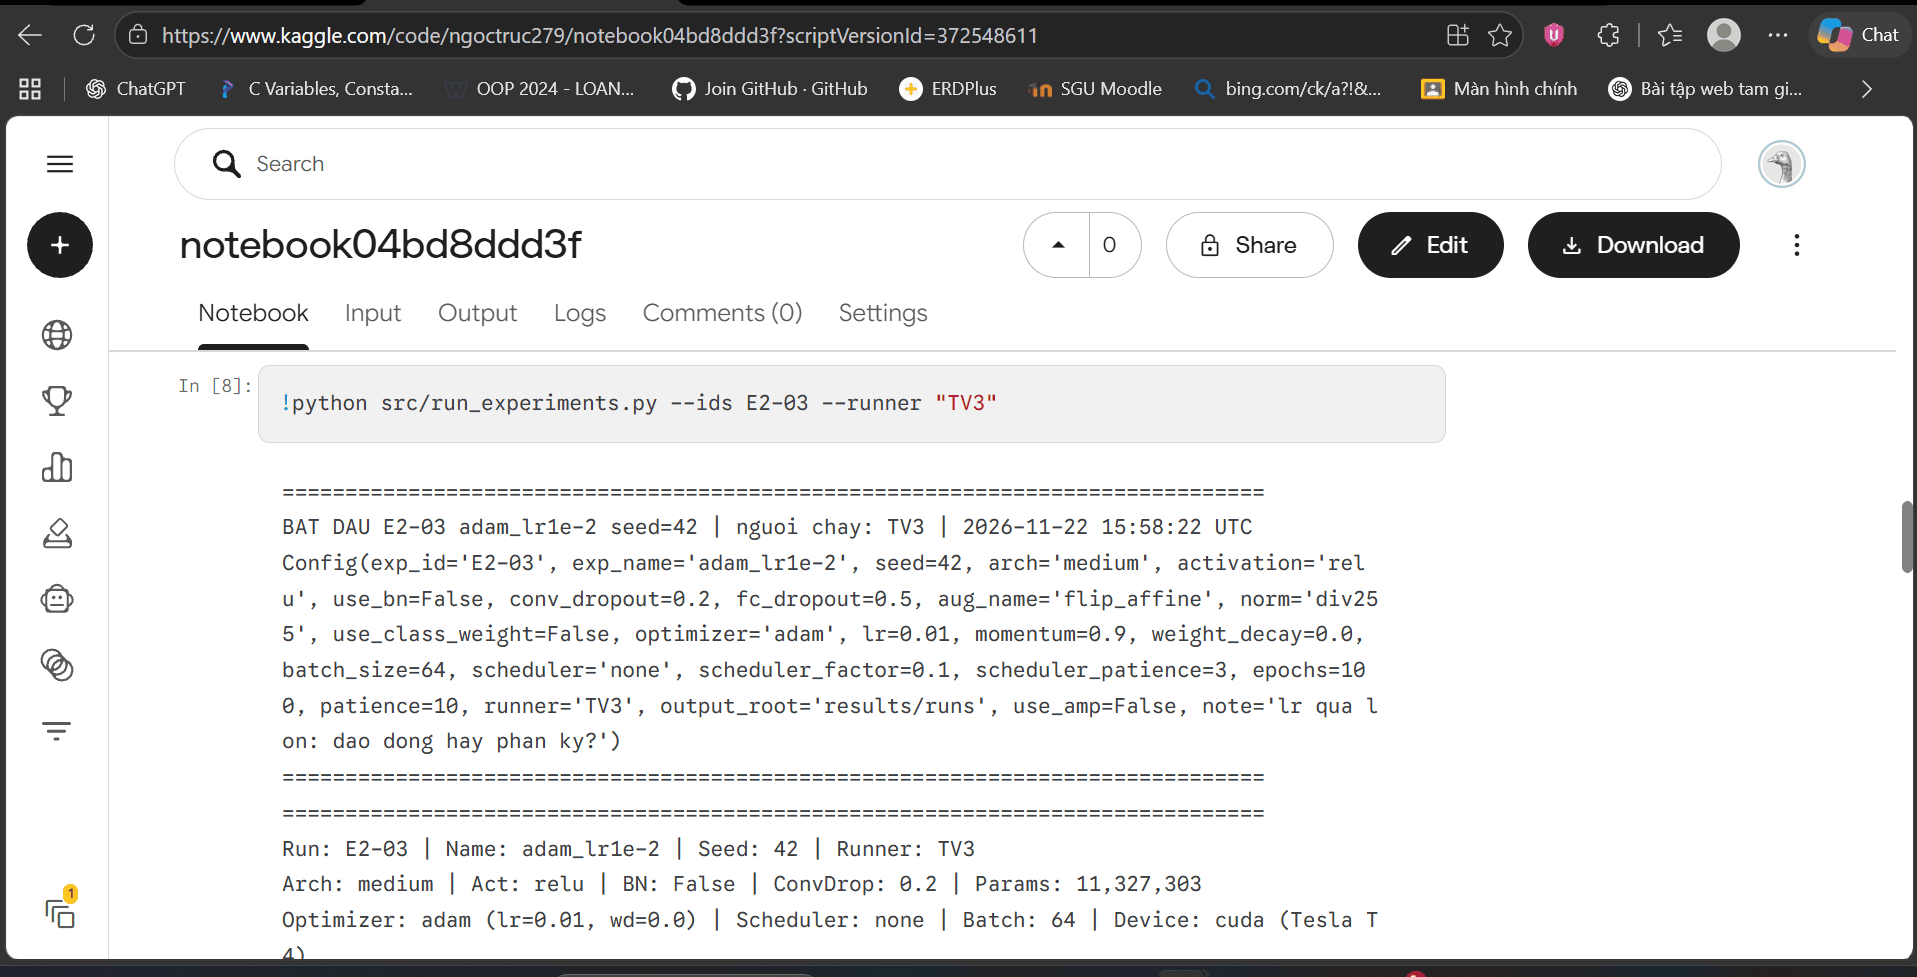 https://www.kaggle.com/code/ngoctruc279/notebook04bd8ddd3f?scriptVersionId=372548611
Chat
ChatGPT
C Variables, Consta...
OOP 2024 - LOAN...
Join GitHub · GitHub
ERDPlus
SGU Moodle
bing.com/ck/a?!&...
Màn hình chính
Bài tập web tam gi...
Search
notebook04bd8ddd3f
0
Share
Edit
Download
Notebook
Input
Output
Logs
Comments (0)
Settings
In [8]:
!python src/run_experiments.py --ids E2-03 --runner "TV3"
==============================================================================
BAT DAU E2-03 adam_lr1e-2 seed=42 | nguoi chay: TV3 | 2026-11-22 15:58:22 UTC
Config(exp_id='E2-03', exp_name='adam_lr1e-2', seed=42, arch='medium', activation='rel
u', use_bn=False, conv_dropout=0.2, fc_dropout=0.5, aug_name='flip_affine', norm='div25
5', use_class_weight=False, optimizer='adam', lr=0.01, momentum=0.9, weight_decay=0.0,
batch_size=64, scheduler='none', scheduler_factor=0.1, scheduler_patience=3, epochs=10
0, patience=10, runner='TV3', output_root='results/runs', use_amp=False, note='lr qua l
on: dao dong hay phan ky?')
==============================================================================
==============================================================================
Run: E2-03 | Name: adam_lr1e-2 | Seed: 42 | Runner: TV3
Arch: medium | Act: relu | BN: False | ConvDrop: 0.2 | Params: 11,327,303
Optimizer: adam (lr=0.01, wd=0.0) | Scheduler: none | Batch: 64 | Device: cuda (Tesla T
4)
1